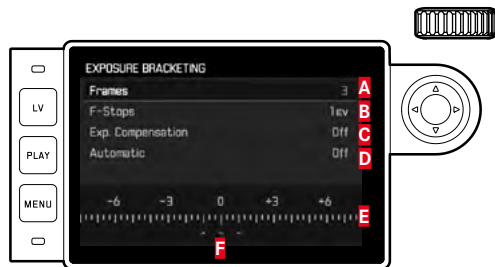 EXPOSURE BRACKETING
Frames 3 A
F-Stops 1EV B
Exp. Compensation Off C
Automatic Off D
LV
PLAY
MENU
-6 -3 0 +3 +6
E
F